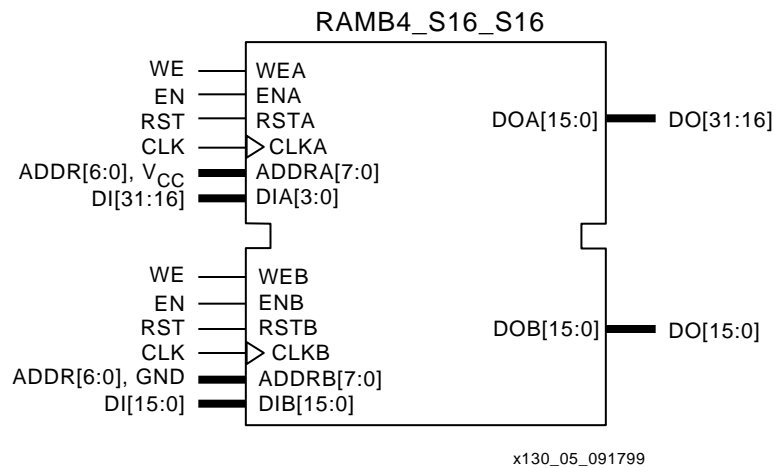 RAMB4_S16_S16
WE WEA
EN ENA
RST RSTA DOA[15:0] DO[31:16]
CLK CLKA
ADDR[6:0], VCC ADDRA[7:0]
DI[31:16] DIA[3:0]
WE WEB
EN ENB
RST RSTB DOB[15:0] DO[15:0]
CLK CLKB
ADDR[6:0], GND ADDRB[7:0]
DI[15:0] DIB[15:0]
x130_05_091799